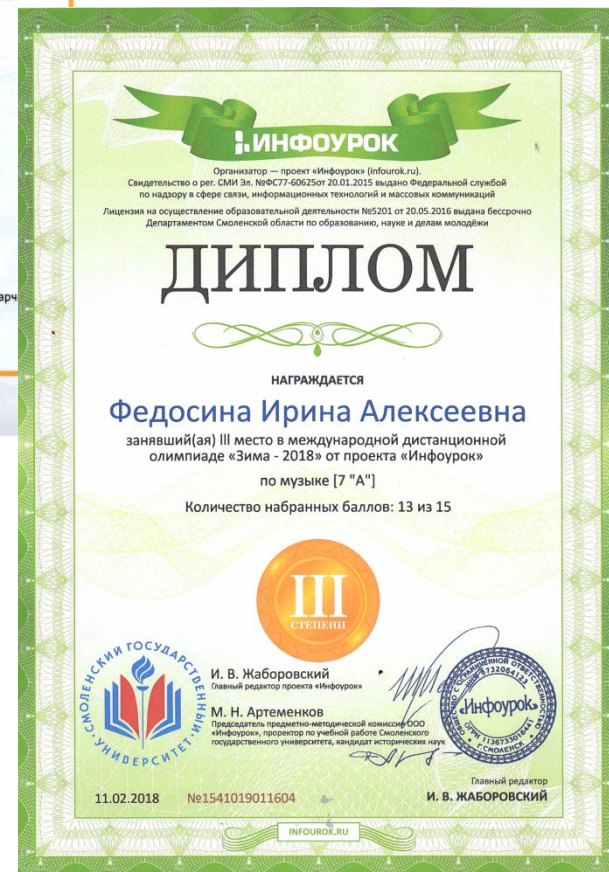 арч
ИНФОУРОК
Организатор — проект «Инфоурок» (infourok.ru).
Свидетельство о рег. СМИ Эл. №ФС77-60625от 20.01.2015 выдано Федеральной службой
по надзору в сфере связи, информационных технологий и массовых коммуникаций
Лицензия на осуществление образовательной деятельности №5201 от 20.05.2016 выдана бессрочно
Департаментом Смоленской области по образованию, науке и делам молодёжи
ДИПЛОМ
НАГРАЖДАЕТСЯ
Федосина Ирина Алексеевна
занявший(ая) III место в международной дистанционной
олимпиаде «Зима - 2018» от проекта «Инфоурок»
по музыке [7 "А"]
Количество набранных баллов: 13 из 15
III
СТЕПЕНИ
СМОЛЕНСКИЙ ГОСУДАРСТВЕННЫЙ УНИВЕРСИТЕТ
И. В. Жаборовский
Главный редактор проекта «Инфоурок»
М. Н. Артеменков
Председатель предметно-методической комиссии ООО
«Инфоурок», проректор по учебной работе Смоленского
государственного университета, кандидат исторических наук
«Инфоурок»
Г.СМОЛЕНСК
Главный редактор
И. В. ЖАБОРОВСКИЙ
11.02.2018 №1541019011604
INFOUROK.RU